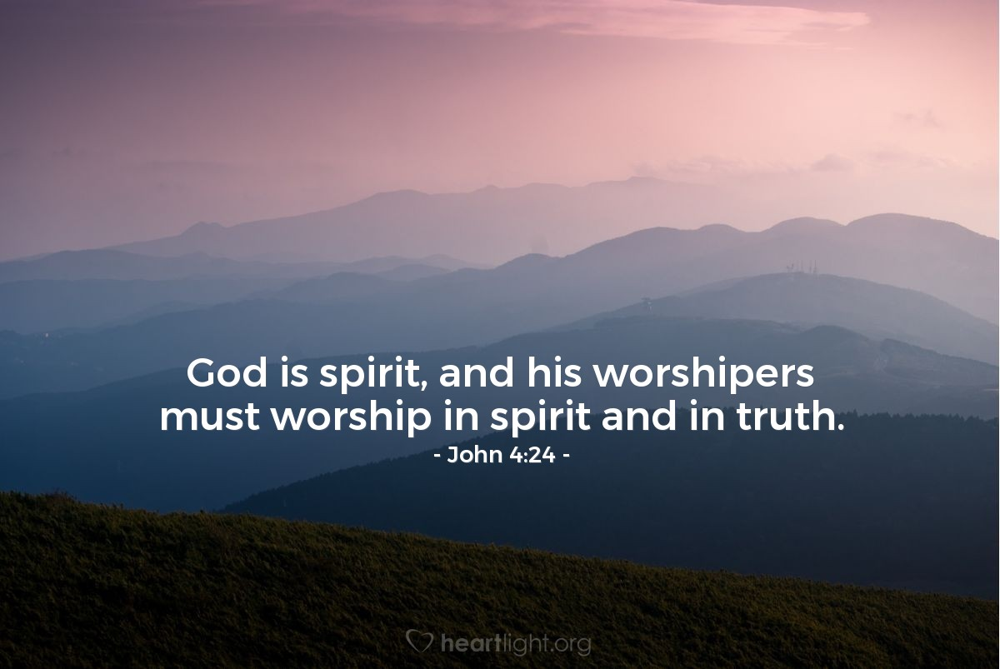 God is spirit, and his worshipers
must worship in spirit and in truth.
- John 4:24 -
heartlight.org